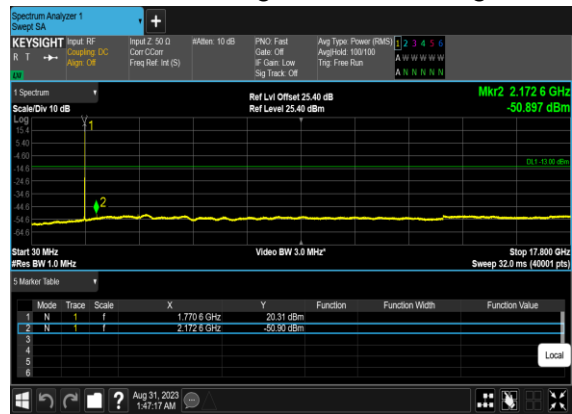 Spectrum Analyzer 1
Swept SA
KEYSIGHT Input: RF Input Z: 50 Ω #Atten: 10 dB PNO: Fast Avg Type: Power (RMS) 1 2 3 4 5 6
R T Coupling: DC Corr CCorr Gate: Off Avg|Hold: 100/100 A W W W W W
Align: Off Freq Ref: Int (S) IF Gain: Low Trig: Free Run
LW Sig Track: Off A N N N N N
1 Spectrum Ref Lvl Offset 25.40 dB Mkr2 2.172 6 GHz
Scale/Div 10 dB Ref Level 25.40 dBm -50.897 dBm
Log
15.4
5.40
-4.60
DL1 -13.00 dBm
-14.6
-24.6
-34.6
-44.6
-54.6
-64.6
1
2
Start 30 MHz Video BW 3.0 MHz* Stop 17.800 GHz
#Res BW 1.0 MHz Sweep 32.0 ms (40001 pts)
5 Marker Table
Mode Trace Scale X Y Function Function Width Function Value
1 N 1 f 1.770 6 GHz 20.31 dBm
2 N 1 f 2.172 6 GHz -50.90 dBm
3
4
5
6
Local
? Aug 31, 2023
1:47:17 AM